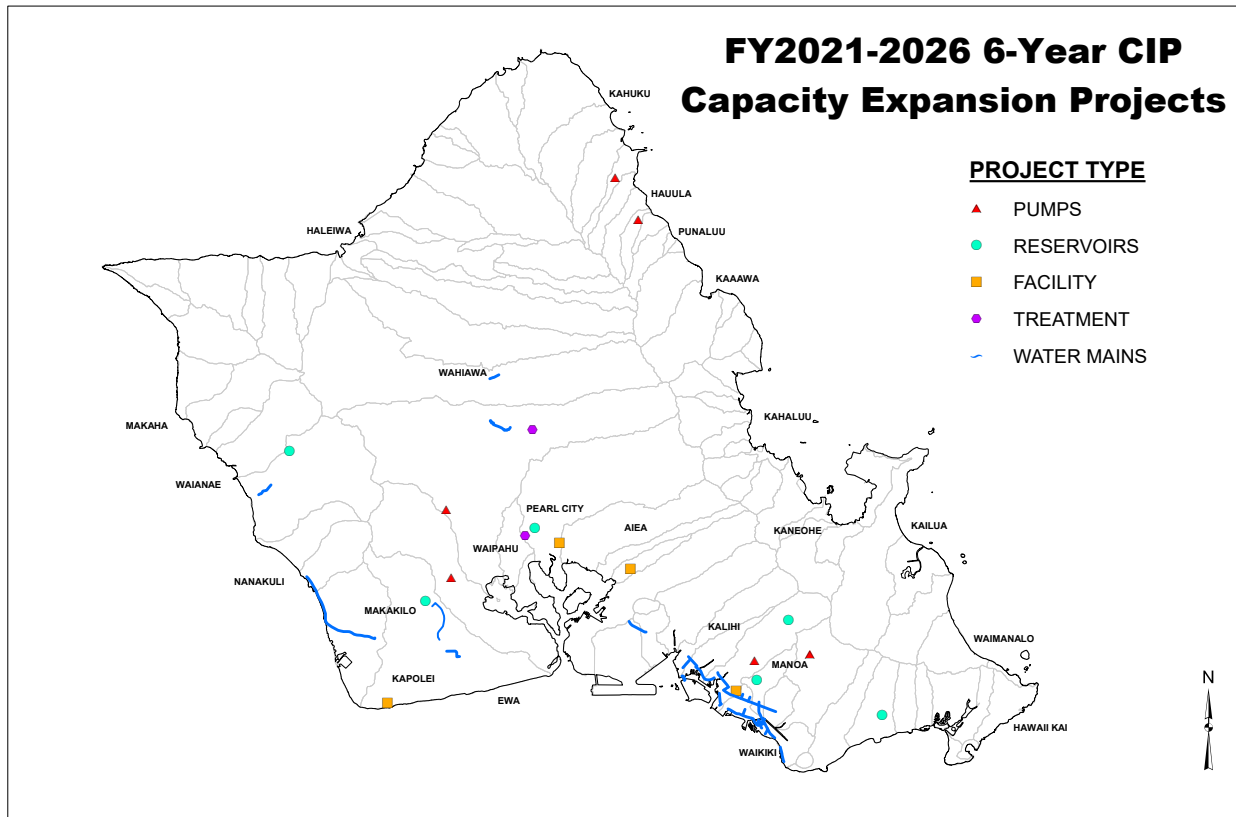 FY2021-2026 6-Year CIP
Capacity Expansion Projects
PROJECT TYPE
PUMPS
RESERVOIRS
FACILITY
TREATMENT
WATER MAINS
KAHUKU
HAUULA
PUNALUU
HALEIWA
KAAAWA
WAHIAWA
KAHALUU
MAKAHA
WAIANAE
PEARL CITY
AIEA
KANEOHE
KAILUA
WAIPAHU
NANAKULI
MAKAKILO
KALIHI
WAIMANALO
MANOA
KAPOLEI
EWA
HAWAII KAI
WAIKIKI
N